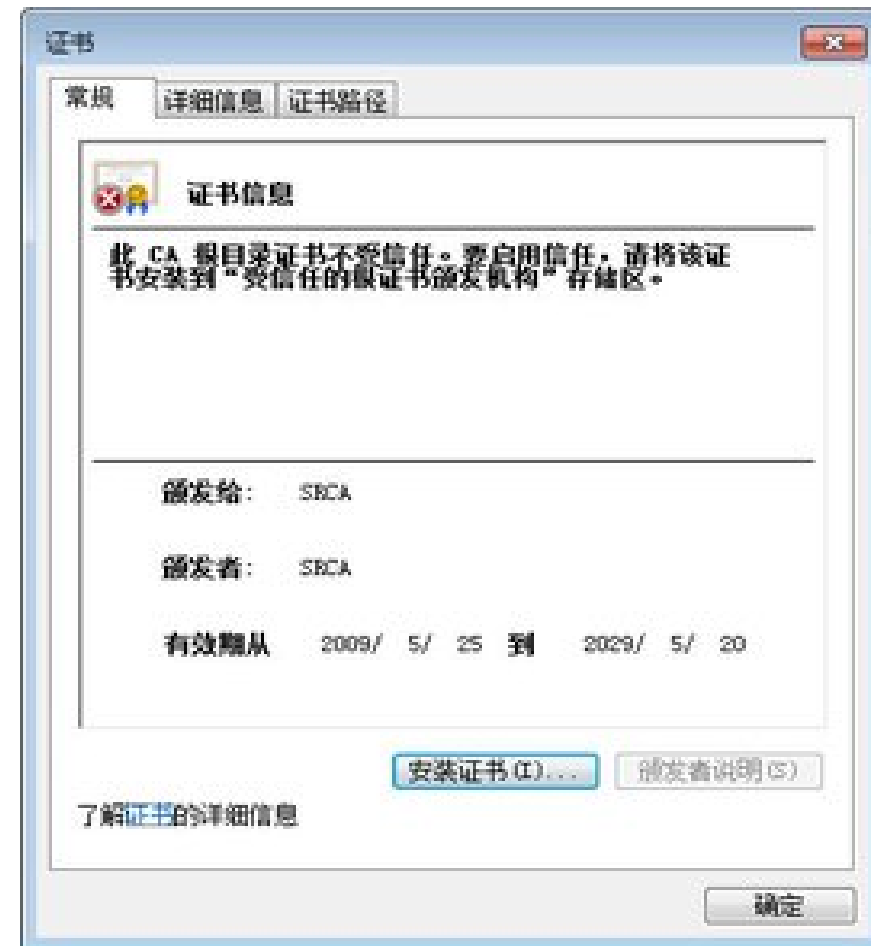 证书
常规 详细信息 证书路径
证书信息
此 CA 根目录证书不受信任。要启用信任，请将该证
书安装到“受信任的根证书颁发机构”存储区。
颁发给： SRCA
颁发者： SRCA
有效期从 2009/ 5/ 25 到 2029/ 5/ 20
安装证书(I)... 颁发者说明(S)
了解证书的详细信息
确定